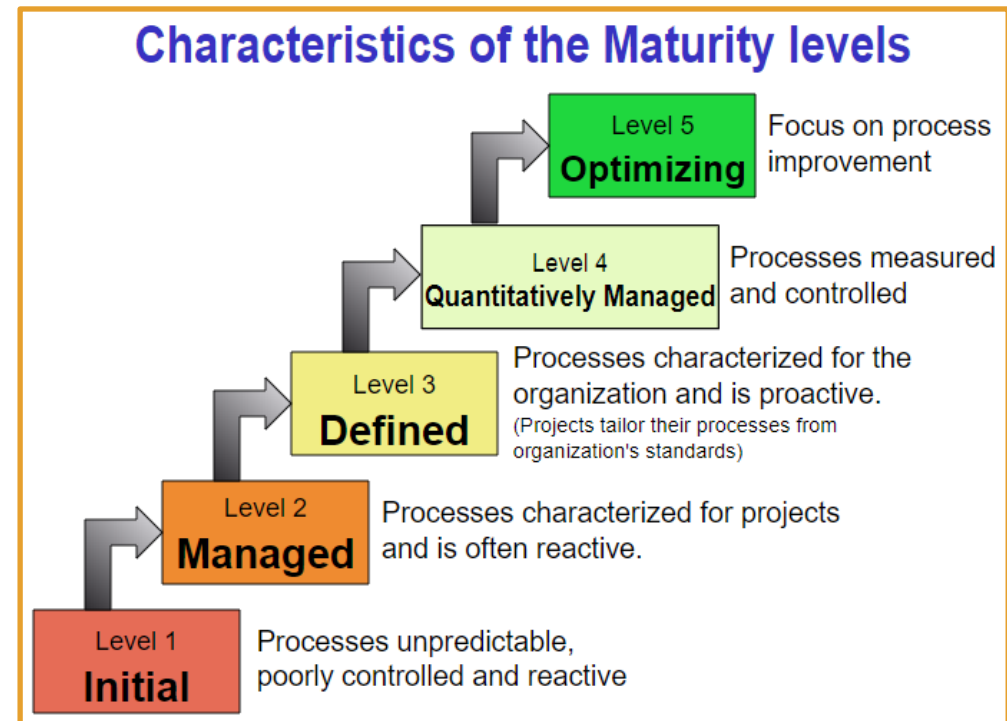 Characteristics of the Maturity levels
Level 5
Optimizing
Focus on process
improvement
Level 4
Quantitatively Managed
Processes measured
and controlled
Level 3
Defined
Processes characterized for the
organization and is proactive.
(Projects tailor their processes from
organization's standards)
Level 2
Managed
Processes characterized for projects
and is often reactive.
Level 1
Initial
Processes unpredictable,
poorly controlled and reactive